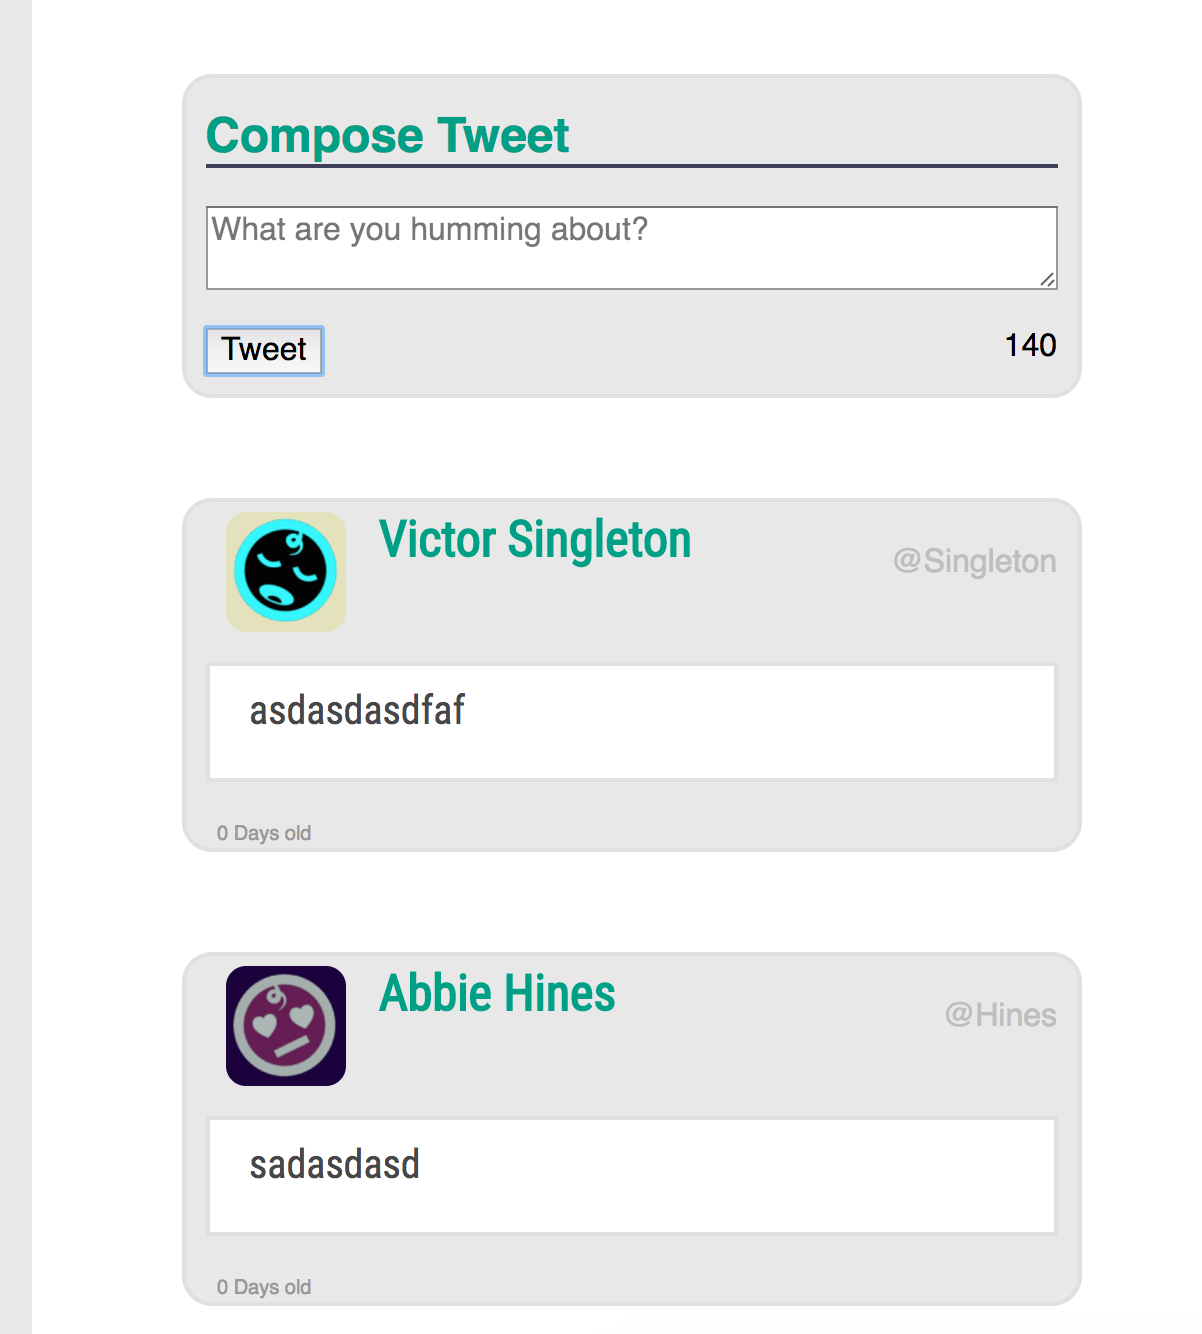 Compose Tweet
What are you humming about?
Tweet 140
Victor Singleton
@Singleton
asdasdasdfaf
0 Days old
Abbie Hines
@Hines
sadasdasd
0 Days old